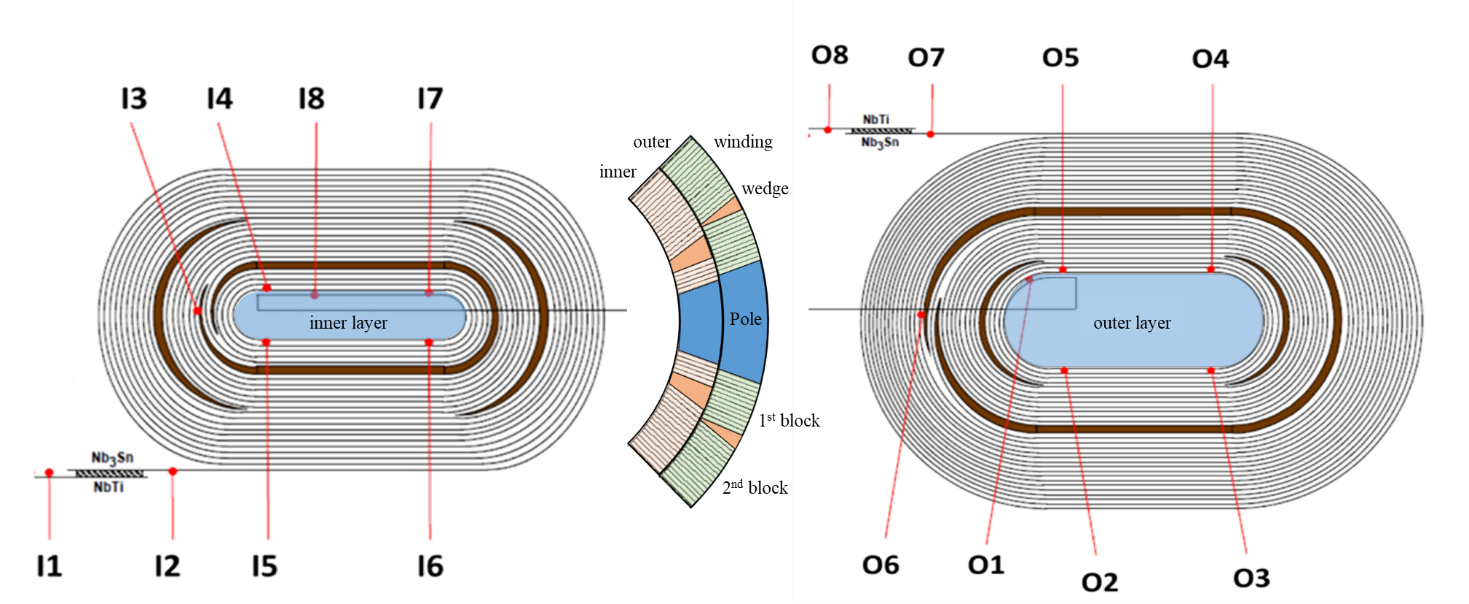 I3
I4
I8
I7
inner layer
Nb3Sn
NbTi
I1
I2
I5
I6
outer
winding
inner
wedge
Pole
1st block
2nd block
O8
O7
O5
O4
NbTi
Nb3Sn
outer layer
O6
O1
O2
O3